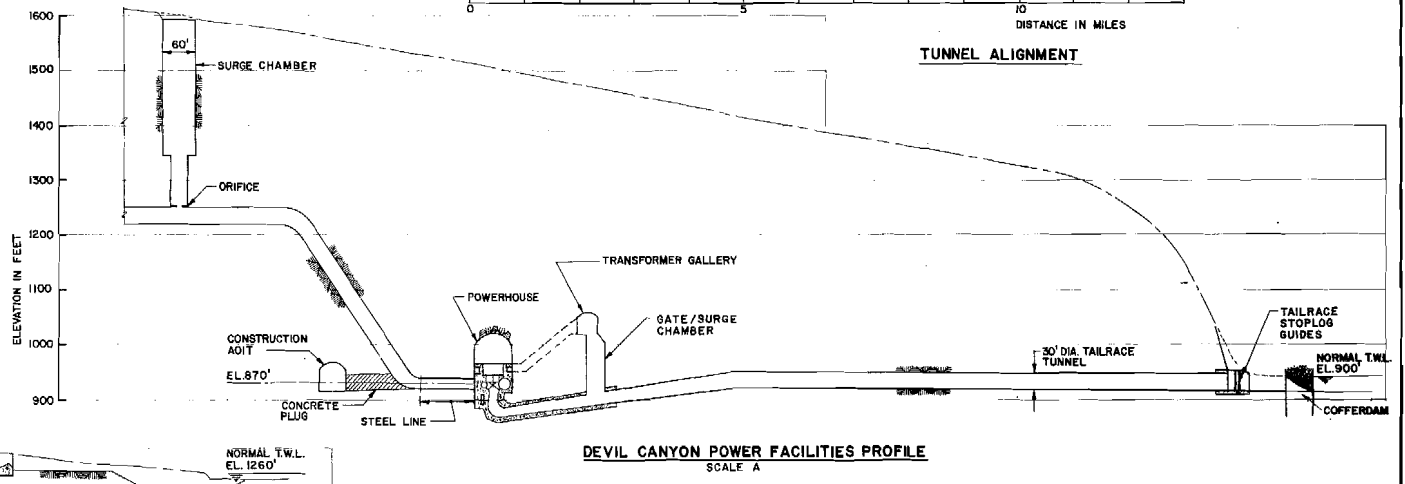 0 5 10
DISTANCE IN MILES
TUNNEL ALIGNMENT
1600
60'
SURGE CHAMBER
1500
1400
1300
ORIFICE
1200
ELEVATION IN FEET
TRANSFORMER GALLERY
1100
POWERHOUSE
GATE/SURGE
CHAMBER
TAILRACE
STOPLOG
GUIDES
CONSTRUCTION
ADIT
1000
30' DIA. TAILRACE
TUNNEL
NORMAL T.W.L.
EL. 900'
EL. 870'
900
CONCRETE
PLUG
STEEL LINE
COFFERDAM
DEVIL CANYON POWER FACILITIES PROFILE
SCALE A
NORMAL T.W.L.
EL. 1260'